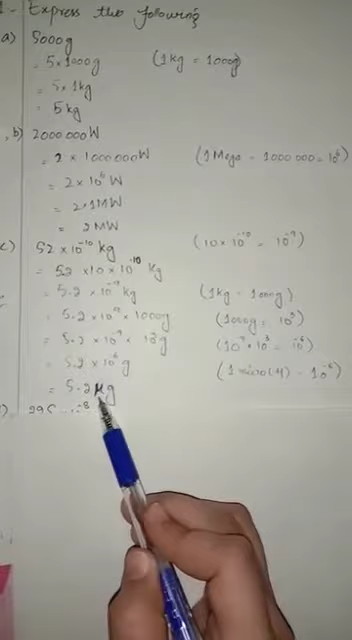 1- Express the following
a) 5000g
= 5×1000g (1kg = 1000g)
= 5×1kg
= 5kg
b) 2000000W
= 2 × 1000000W (1 Mega - 1000000 = 10⁶)
= 2×10⁶ W
= 2×1MW
= 2MW
c) 52×10⁻¹⁰ kg (10×10⁻¹⁰ = 10⁻⁹)
= 5.2 ×10×10⁻¹⁰ kg
= 5.2 ×10⁻⁹ kg (1kg - 1000g)
= 5.2 ×10⁻⁹ × 1000g (1000g = 10³)
= 5.2 ×10⁻⁹ × 10³g (10⁻⁹×10³ = 10⁻⁶)
= 5.2 ×10⁻⁶ g (1 micro(μ) - 10⁻⁶)
= 5.2μg